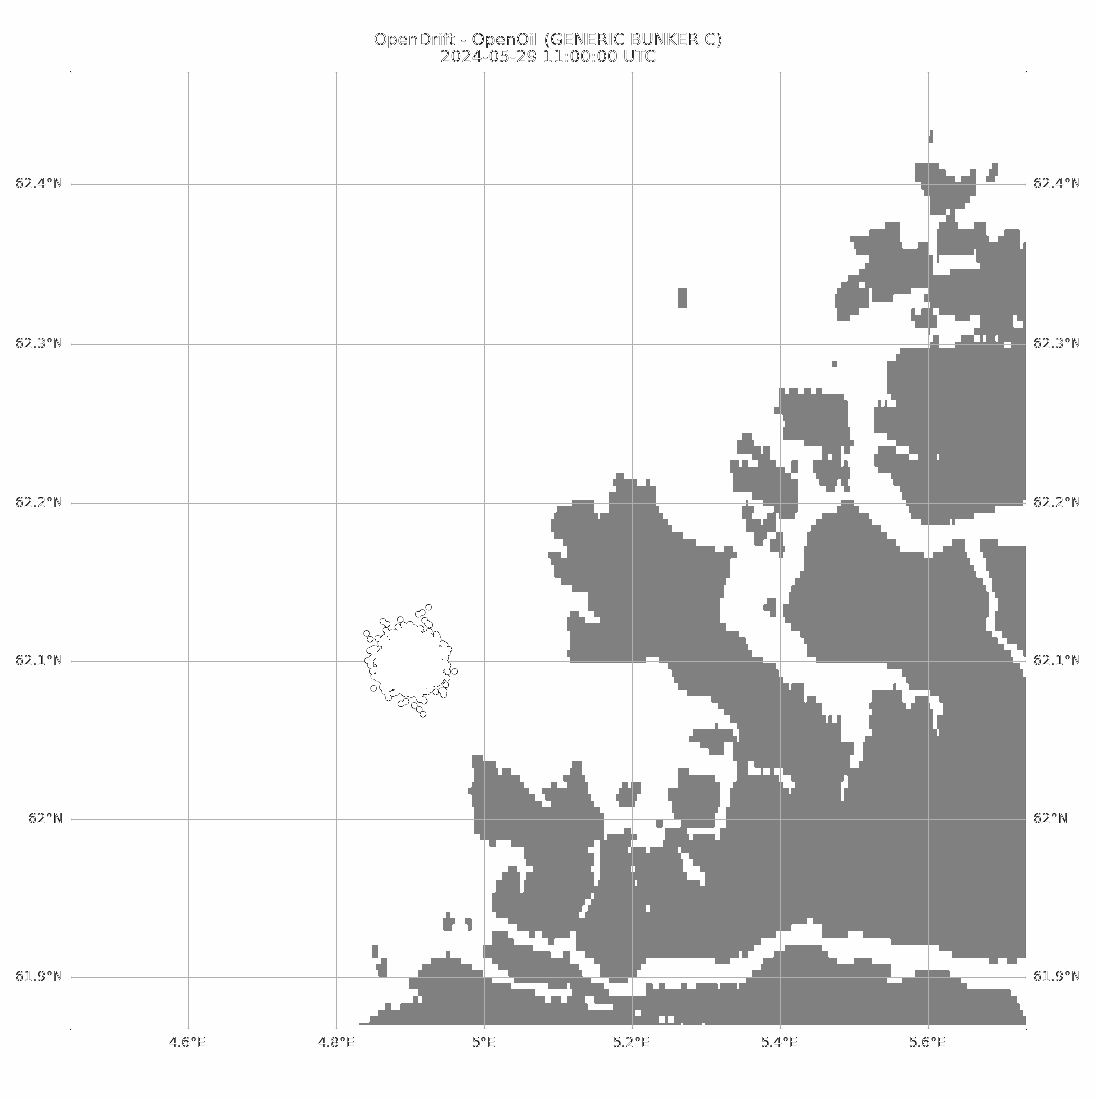 OpenDrift - OpenOil (GENERIC BUNKER C)
2024-05-29 11:00:00 UTC
62.4°N 62.4°N
62.3°N 62.3°N
62.2°N 62.2°N
62.1°N 62.1°N
62°N 62°N
61.9°N 61.9°N
4.6°E 4.8°E 5°E 5.2°E 5.4°E 5.6°E